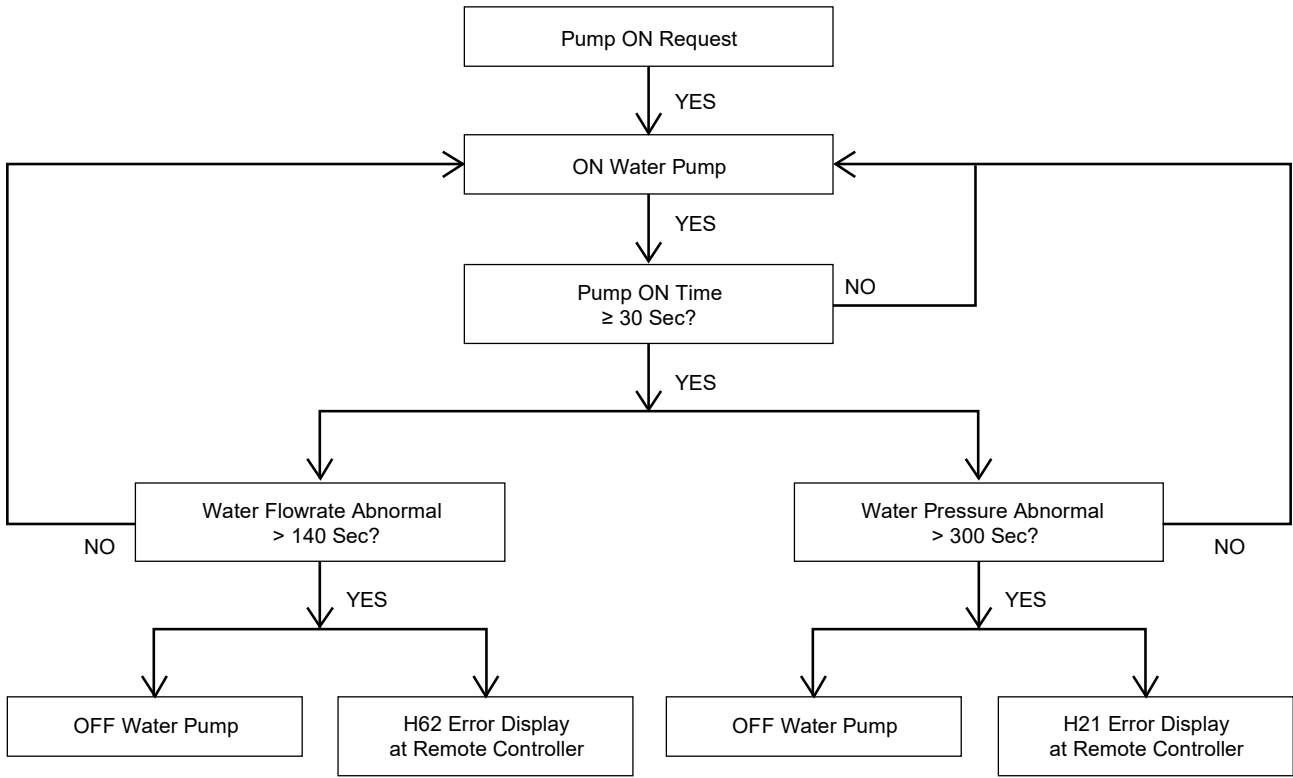 Pump ON Request
YES
ON Water Pump
YES
Pump ON Time
≥ 30 Sec?
NO
YES
Water Flowrate Abnormal
> 140 Sec?
NO
YES
Water Pressure Abnormal
> 300 Sec?
NO
YES
OFF Water Pump
H62 Error Display
at Remote Controller
OFF Water Pump
H21 Error Display
at Remote Controller